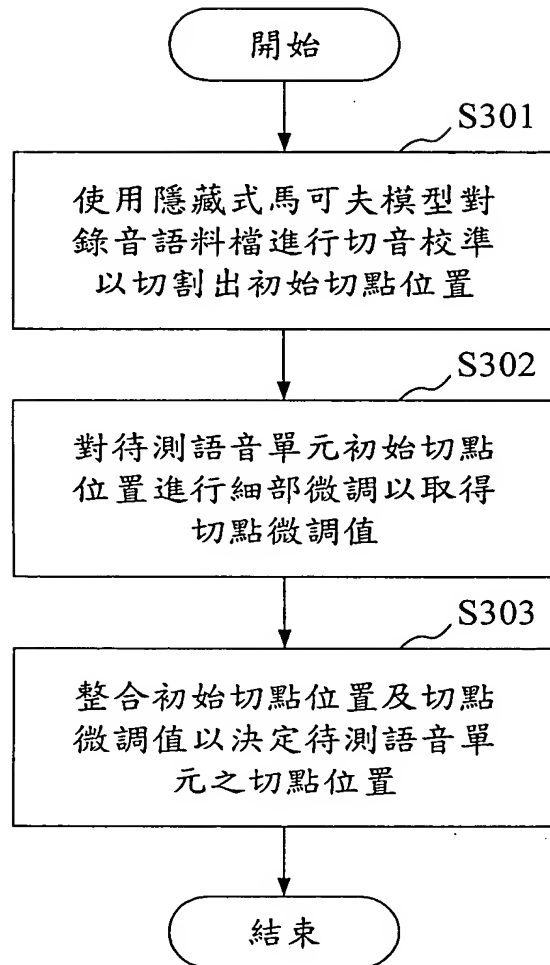 開始
S301
使用隱藏式馬可夫模型對
錄音語料檔進行切音校準
以切割出初始切點位置
S302
對待測語音單元初始切點
位置進行細部微調以取得
切點微調值
S303
整合初始切點位置及切點
微調值以決定待測語音單
元之切點位置
結束